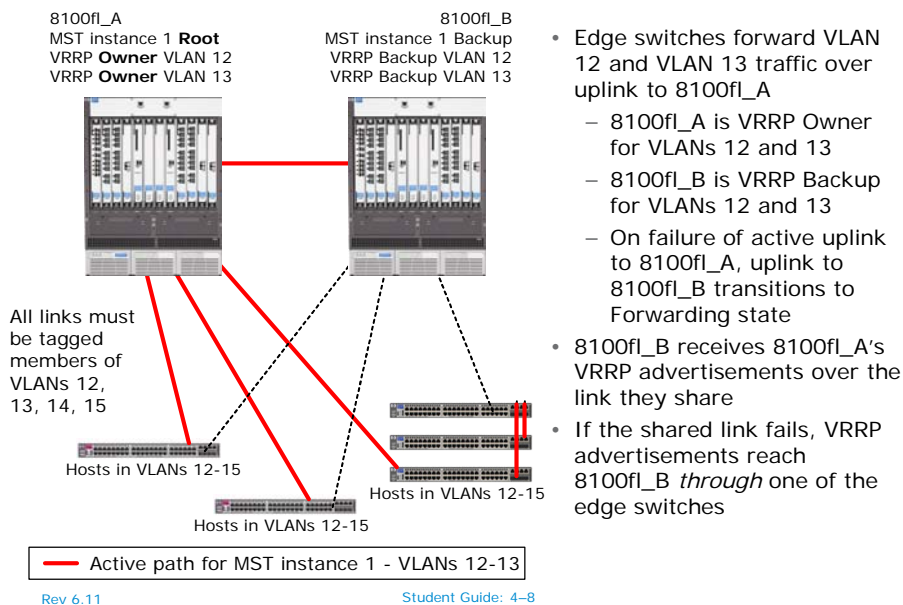 8100fl_A
MST instance 1 Root
VRRP Owner VLAN 12
VRRP Owner VLAN 13
8100fl_B
MST instance 1 Backup
VRRP Backup VLAN 12
VRRP Backup VLAN 13
All links must
be tagged
members of
VLANs 12,
13, 14, 15
Hosts in VLANs 12-15
Hosts in VLANs 12-15
Hosts in VLANs 12-15
Active path for MST instance 1 - VLANs 12-13
• Edge switches forward VLAN
12 and VLAN 13 traffic over
uplink to 8100fl_A
– 8100fl_A is VRRP Owner
for VLANs 12 and 13
– 8100fl_B is VRRP Backup
for VLANs 12 and 13
– On failure of active uplink
to 8100fl_A, uplink to
8100fl_B transitions to
Forwarding state
• 8100fl_B receives 8100fl_A's
VRRP advertisements over the
link they share
• If the shared link fails, VRRP
advertisements reach
8100fl_B through one of the
edge switches
Rev 6.11
Student Guide: 4–8